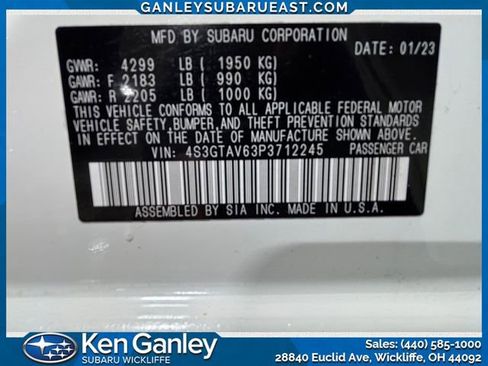 GANLEYSUBARUEAST.COM
MFD BY SUBARU CORPORATION
DATE: 01/23
GVWR: 4299 LB ( 1950 KG)
GAWR: F 2183 LB ( 990 KG)
GAWR: R 2205 LB ( 1000 KG)
THIS VEHICLE CONFORMS TO ALL APPLICABLE FEDERAL MOTOR
VEHICLE SAFETY, BUMPER, AND THEFT PREVENTION STANDARDS
IN EFFECT ON THE DATE OF MANUFACTURE SHOWN ABOVE.
VIN: 4S3GTAV63P3712245 PASSENGER CAR
ASSEMBLED BY SIA INC. MADE IN U.S.A.
Ken Ganley
SUBARU WICKLIFFE
Sales: (440) 585-1000
28840 Euclid Ave, Wickliffe, OH 44092